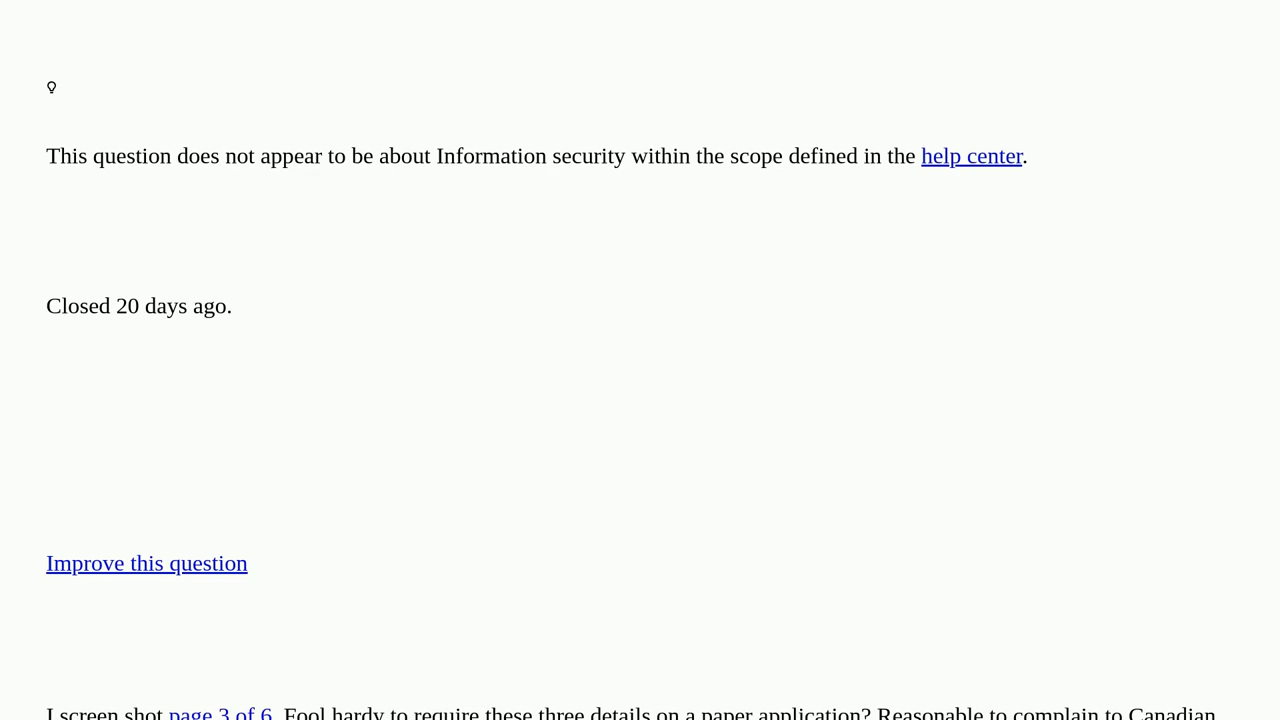 This question does not appear to be about Information security within the scope defined in the help center.
Closed 20 days ago.
Improve this question
I screen shot page 3 of 6. Fool hardy to require these three details on a paper application? Reasonable to complain to Canadian